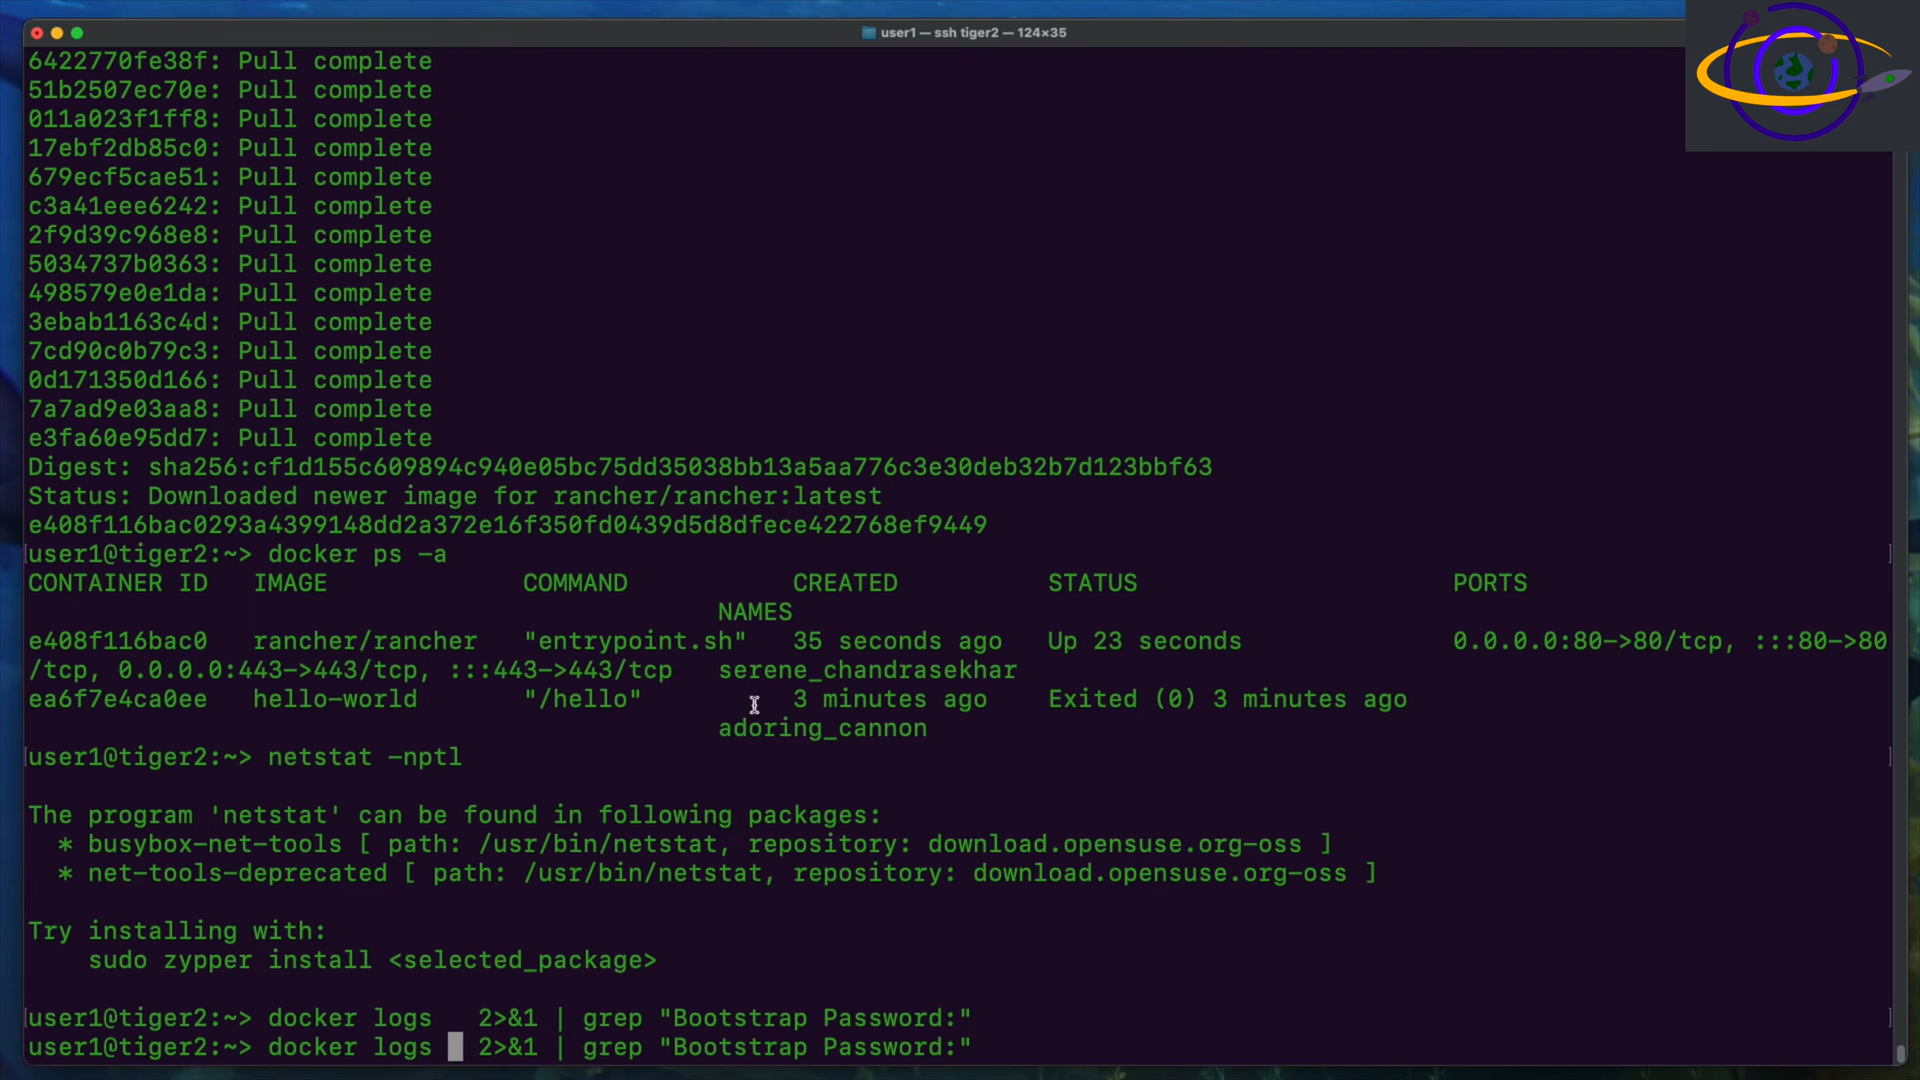 user1 — ssh tiger2 — 124×35
6422770fe38f: Pull complete
51b2507ec70e: Pull complete
011a023f1ff8: Pull complete
17ebf2db85c0: Pull complete
679ecf5cae51: Pull complete
c3a41eee6242: Pull complete
2f9d39c968e8: Pull complete
5034737b0363: Pull complete
498579e0e1da: Pull complete
3ebab1163c4d: Pull complete
7cd90c0b79c3: Pull complete
0d171350d166: Pull complete
7a7ad9e03aa8: Pull complete
e3fa60e95dd7: Pull complete
Digest: sha256:cf1d155c609894c940e05bc75dd35038bb13a5aa776c3e30deb32b7d123bbf63
Status: Downloaded newer image for rancher/rancher:latest
e408f116bac0293a4399148dd2a372e16f350fd0439d5d8dfece422768ef9449
[user1@tiger2:~> docker ps -a ]
CONTAINER ID   IMAGE             COMMAND           CREATED          STATUS                     PORTS
NAMES
e408f116bac0   rancher/rancher   "entrypoint.sh"   35 seconds ago   Up 23 seconds              0.0.0.0:80->80/tcp, :::80->80
/tcp, 0.0.0.0:443->443/tcp, :::443->443/tcp   serene_chandrasekhar
ea6f7e4ca0ee   hello-world       "/hello"          3 minutes ago    Exited (0) 3 minutes ago
adoring_cannon
[user1@tiger2:~> netstat -nptl ]
The program 'netstat' can be found in following packages:
  * busybox-net-tools [ path: /usr/bin/netstat, repository: download.opensuse.org-oss ]
  * net-tools-deprecated [ path: /usr/bin/netstat, repository: download.opensuse.org-oss ]
Try installing with:
    sudo zypper install <selected_package>
[user1@tiger2:~> docker logs   2>&1 | grep "Bootstrap Password:" ]
user1@tiger2:~> docker logs   2>&1 | grep "Bootstrap Password:"